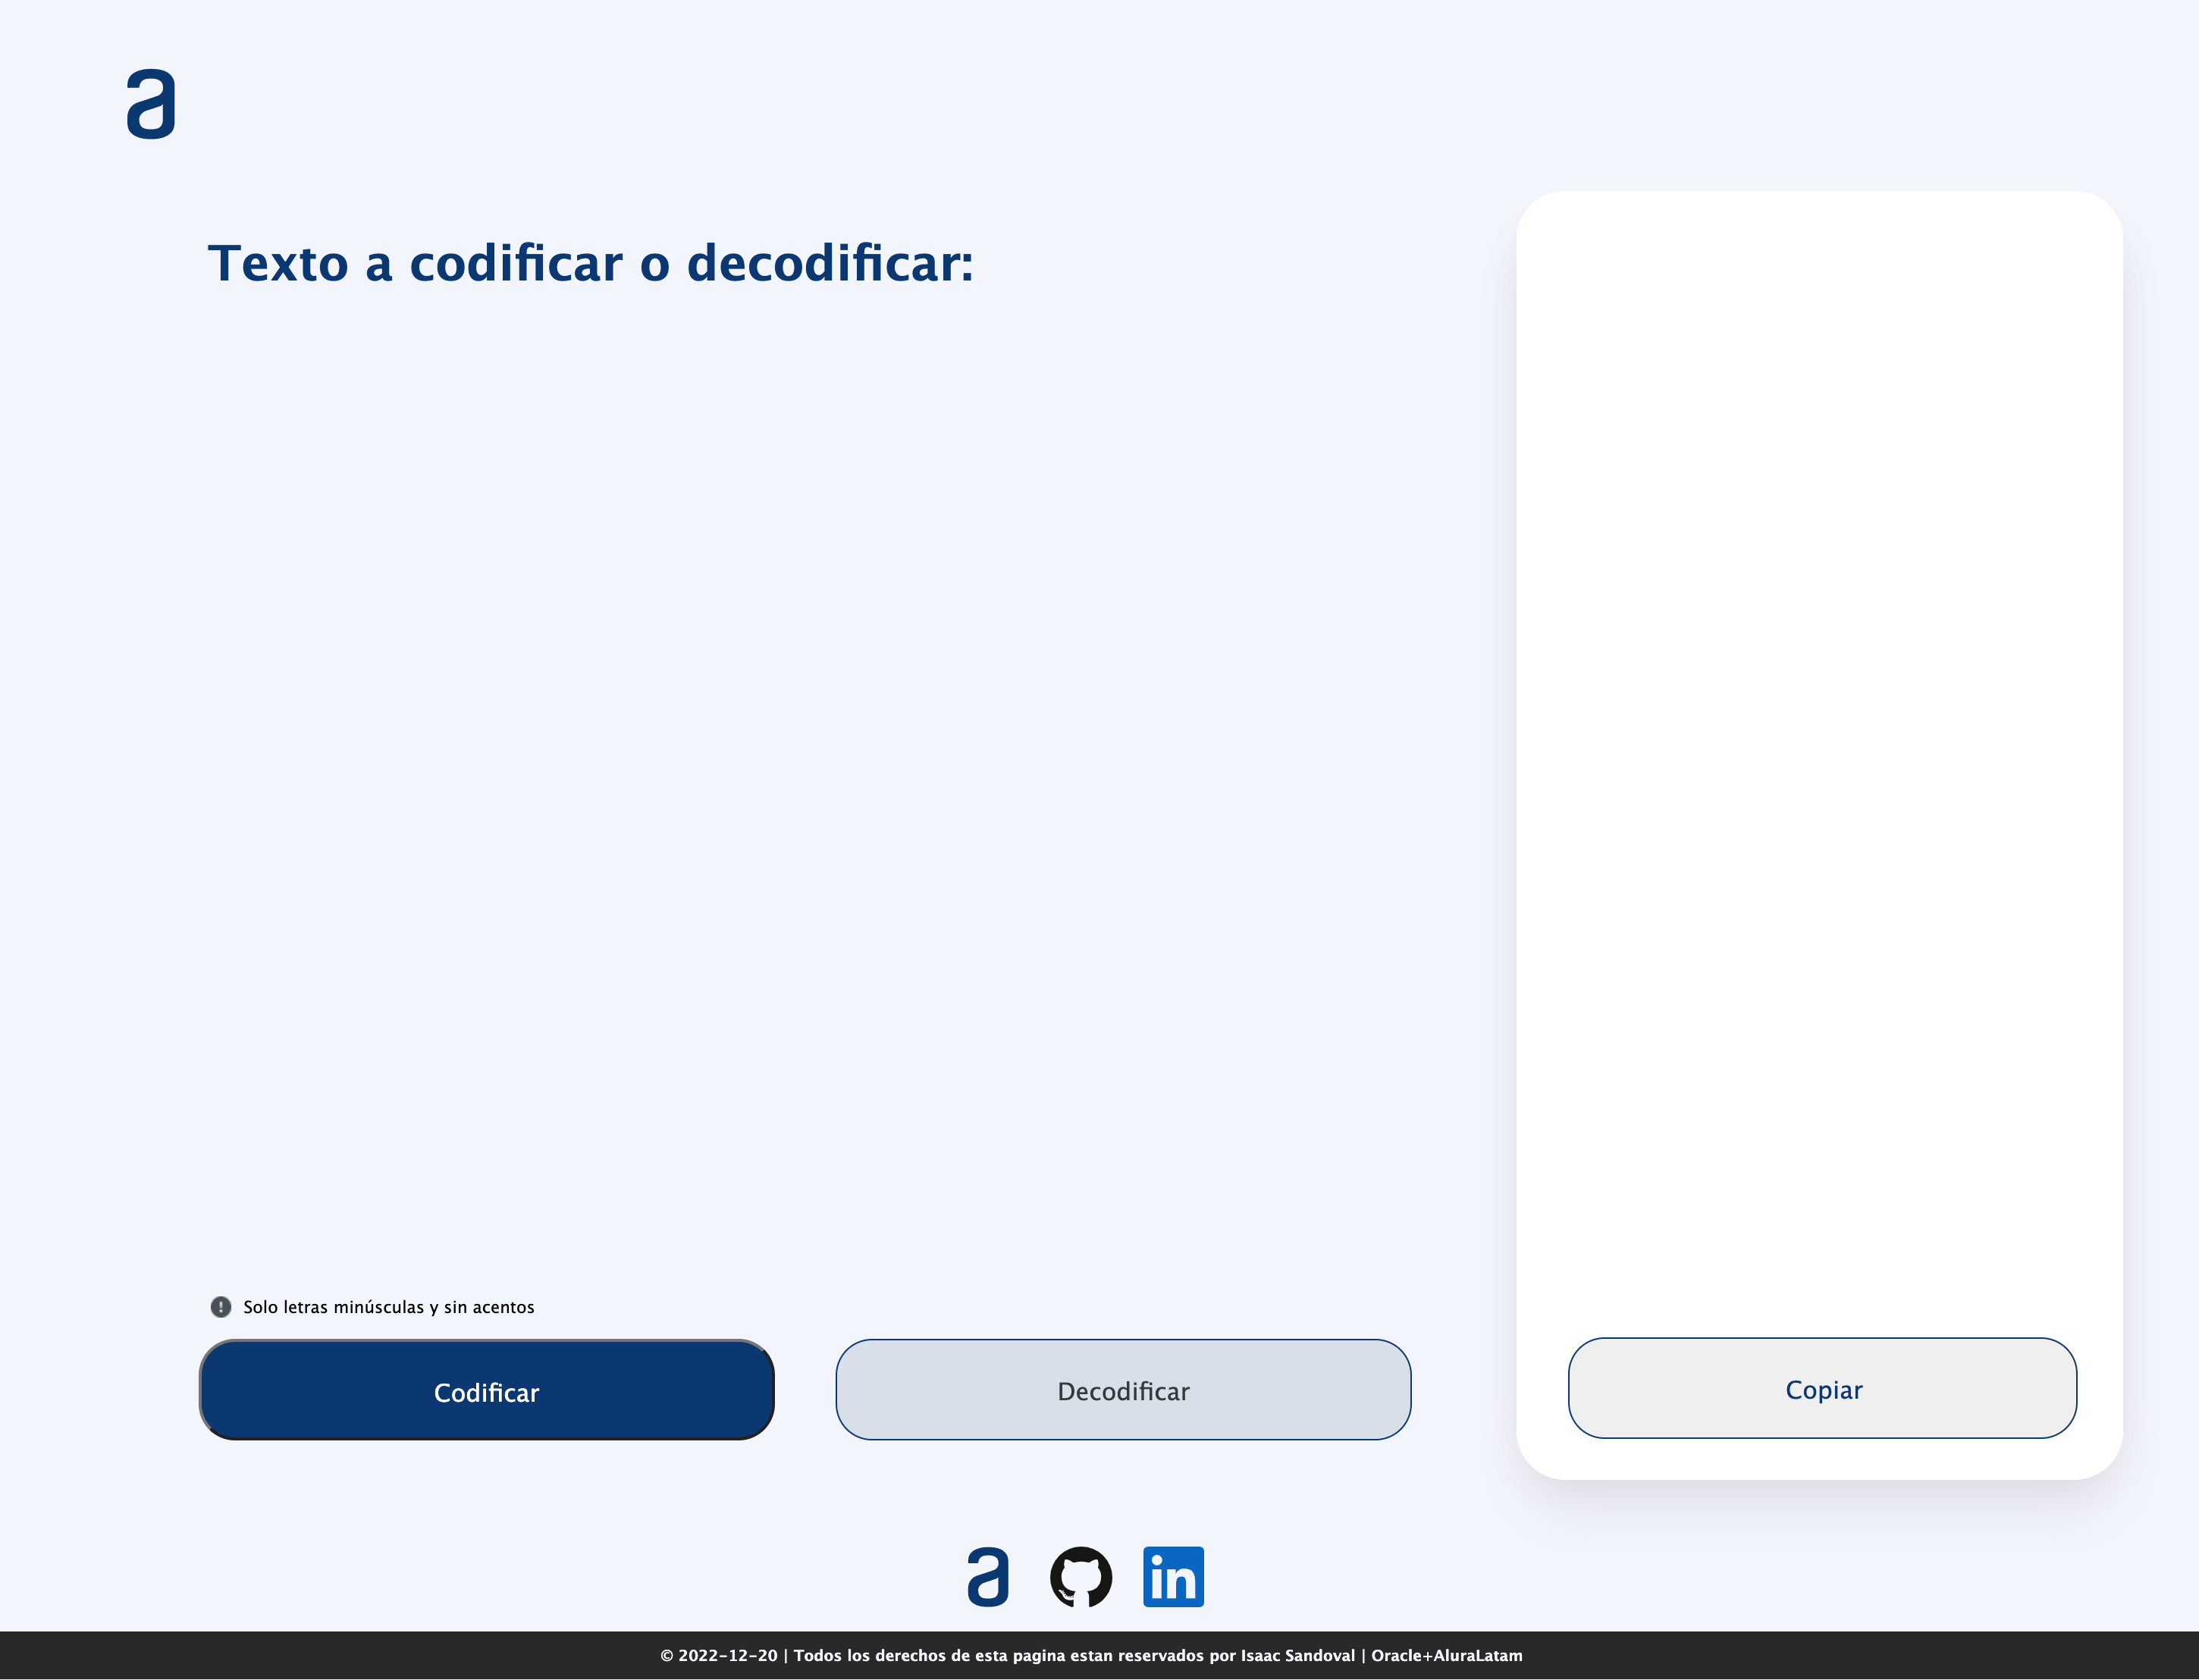 a
Texto a codificar o decodificar:
Solo letras minúsculas y sin acentos
Codificar
Decodificar
Copiar
a
in
© 2022-12-20 | Todos los derechos de esta pagina estan reservados por Isaac Sandoval | Oracle+AluraLatam